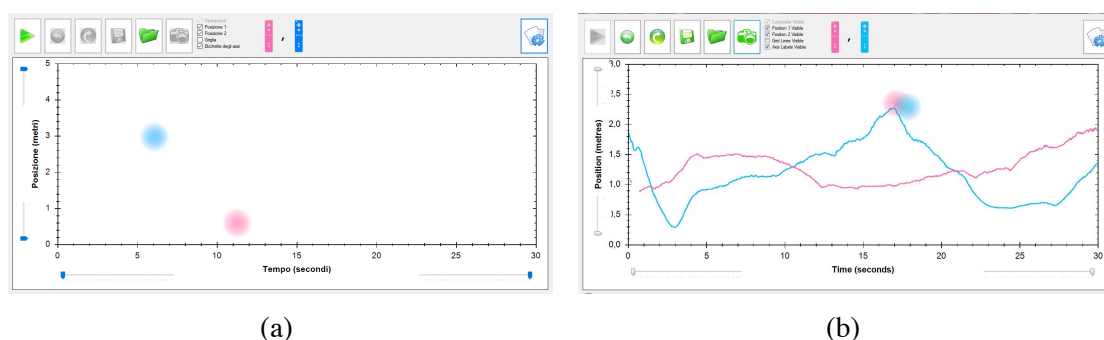 Operazione
Posizione 1
Posizione 2
Griglia
Etichette degli assi
,
5
4
3
2
1
0
Posizione (metri)
0 5 10 15 20 25 30
Tempo (secondi)
(a)
Composite Visible
Position 1 Visible
Position 2 Visible
Grid Lines Visible
Axis Labels Visible
,
3,0
2,5
2,0
1,5
1,0
0,5
0,0
Position (metres)
0 5 10 15 20 25 30
Time (seconds)
(b)